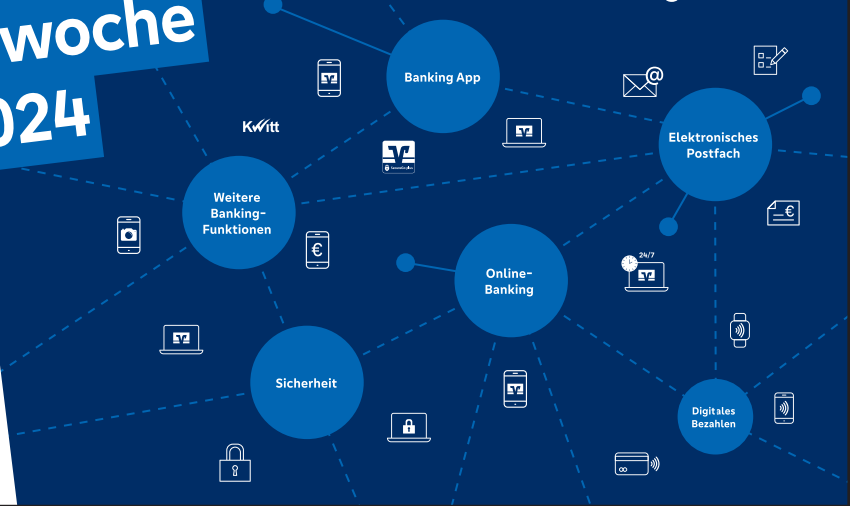 woche
024
Banking App
Kwitt
Elektronisches
Postfach
Weitere
Banking-
Funktionen
€
€
24/7
Online-
Banking
Sicherheit
Digitales
Bezahlen
@